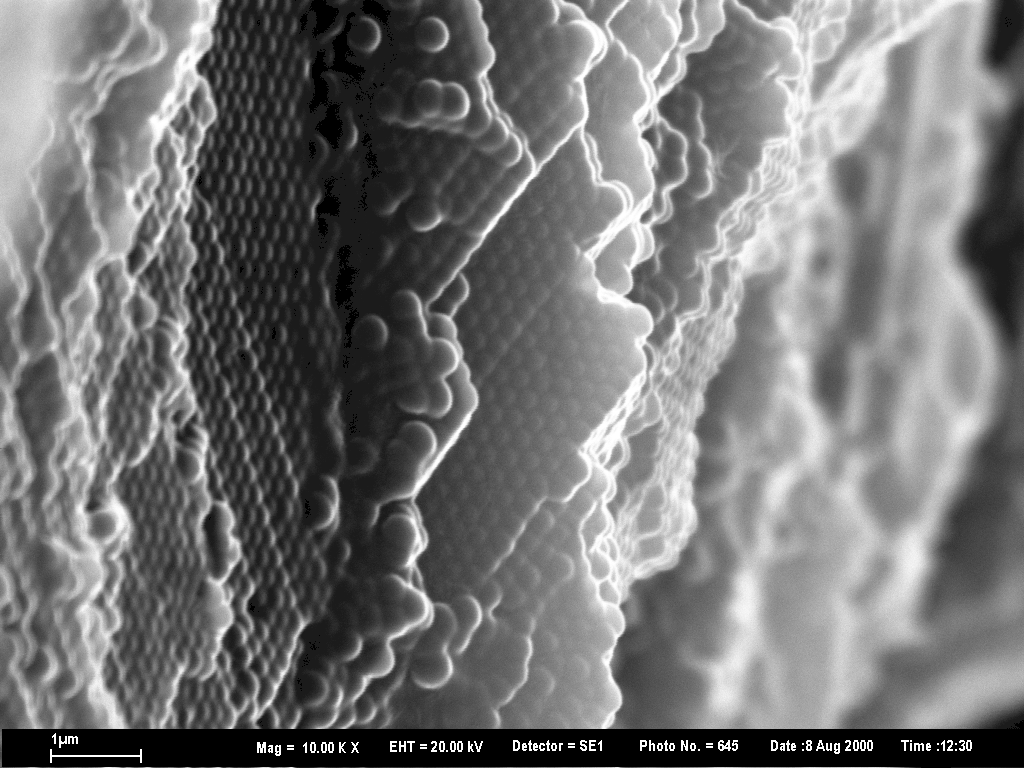 1µm
Mag = 10.00 K X EHT = 20.00 kV Detector = SE1 Photo No. = 645 Date :8 Aug 2000 Time :12:30